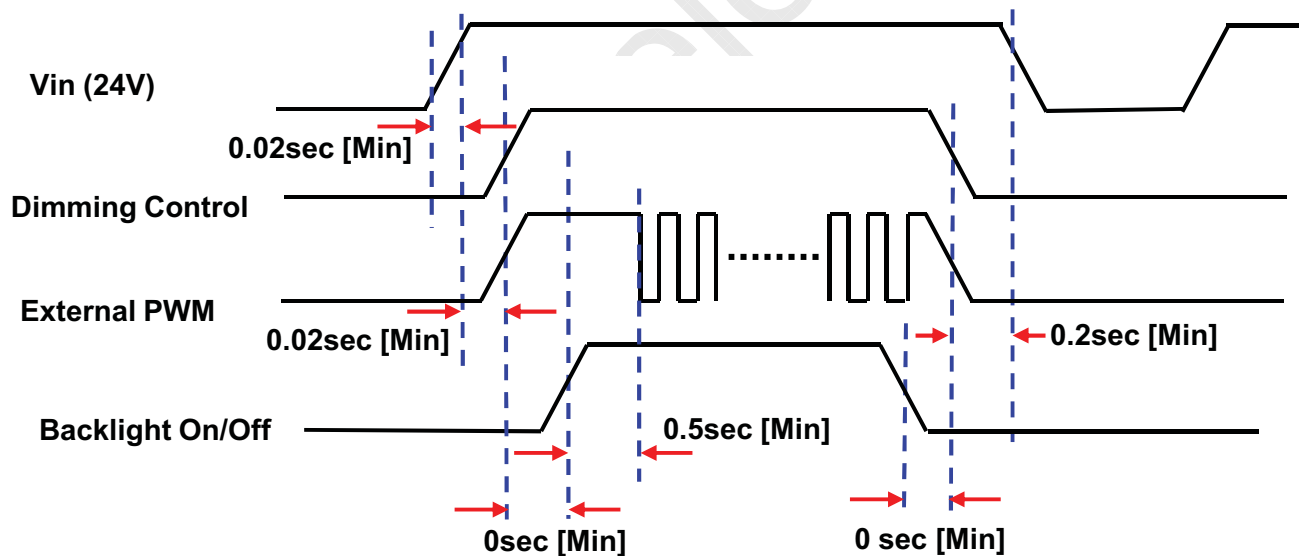 Vin (24V)
0.02sec [Min]
Dimming Control
External PWM
0.02sec [Min]
0.2sec [Min]
Backlight On/Off
0.5sec [Min]
0sec [Min]
0 sec [Min]